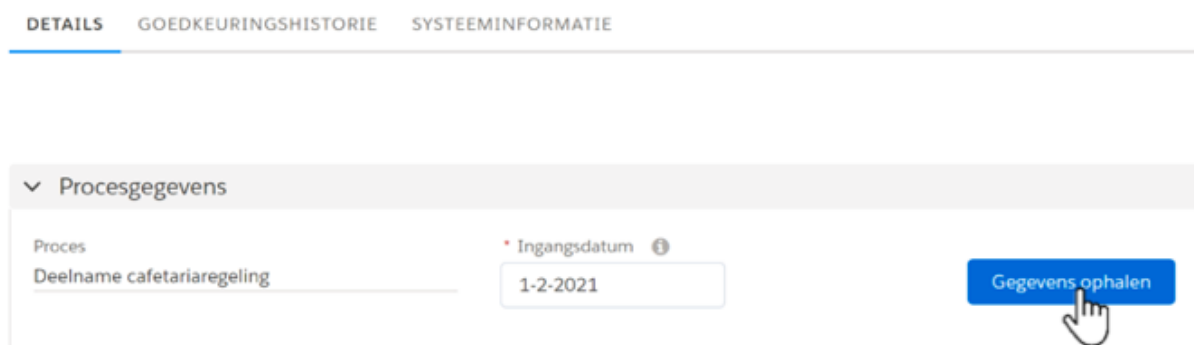 DETAILS GOEDKEURINGSHISTORIE SYSTEEMINFORMATIE
Procesgegevens
Proces
Deelname cafetariaregeling
* Ingangsdatum
1-2-2021
Gegevens ophalen